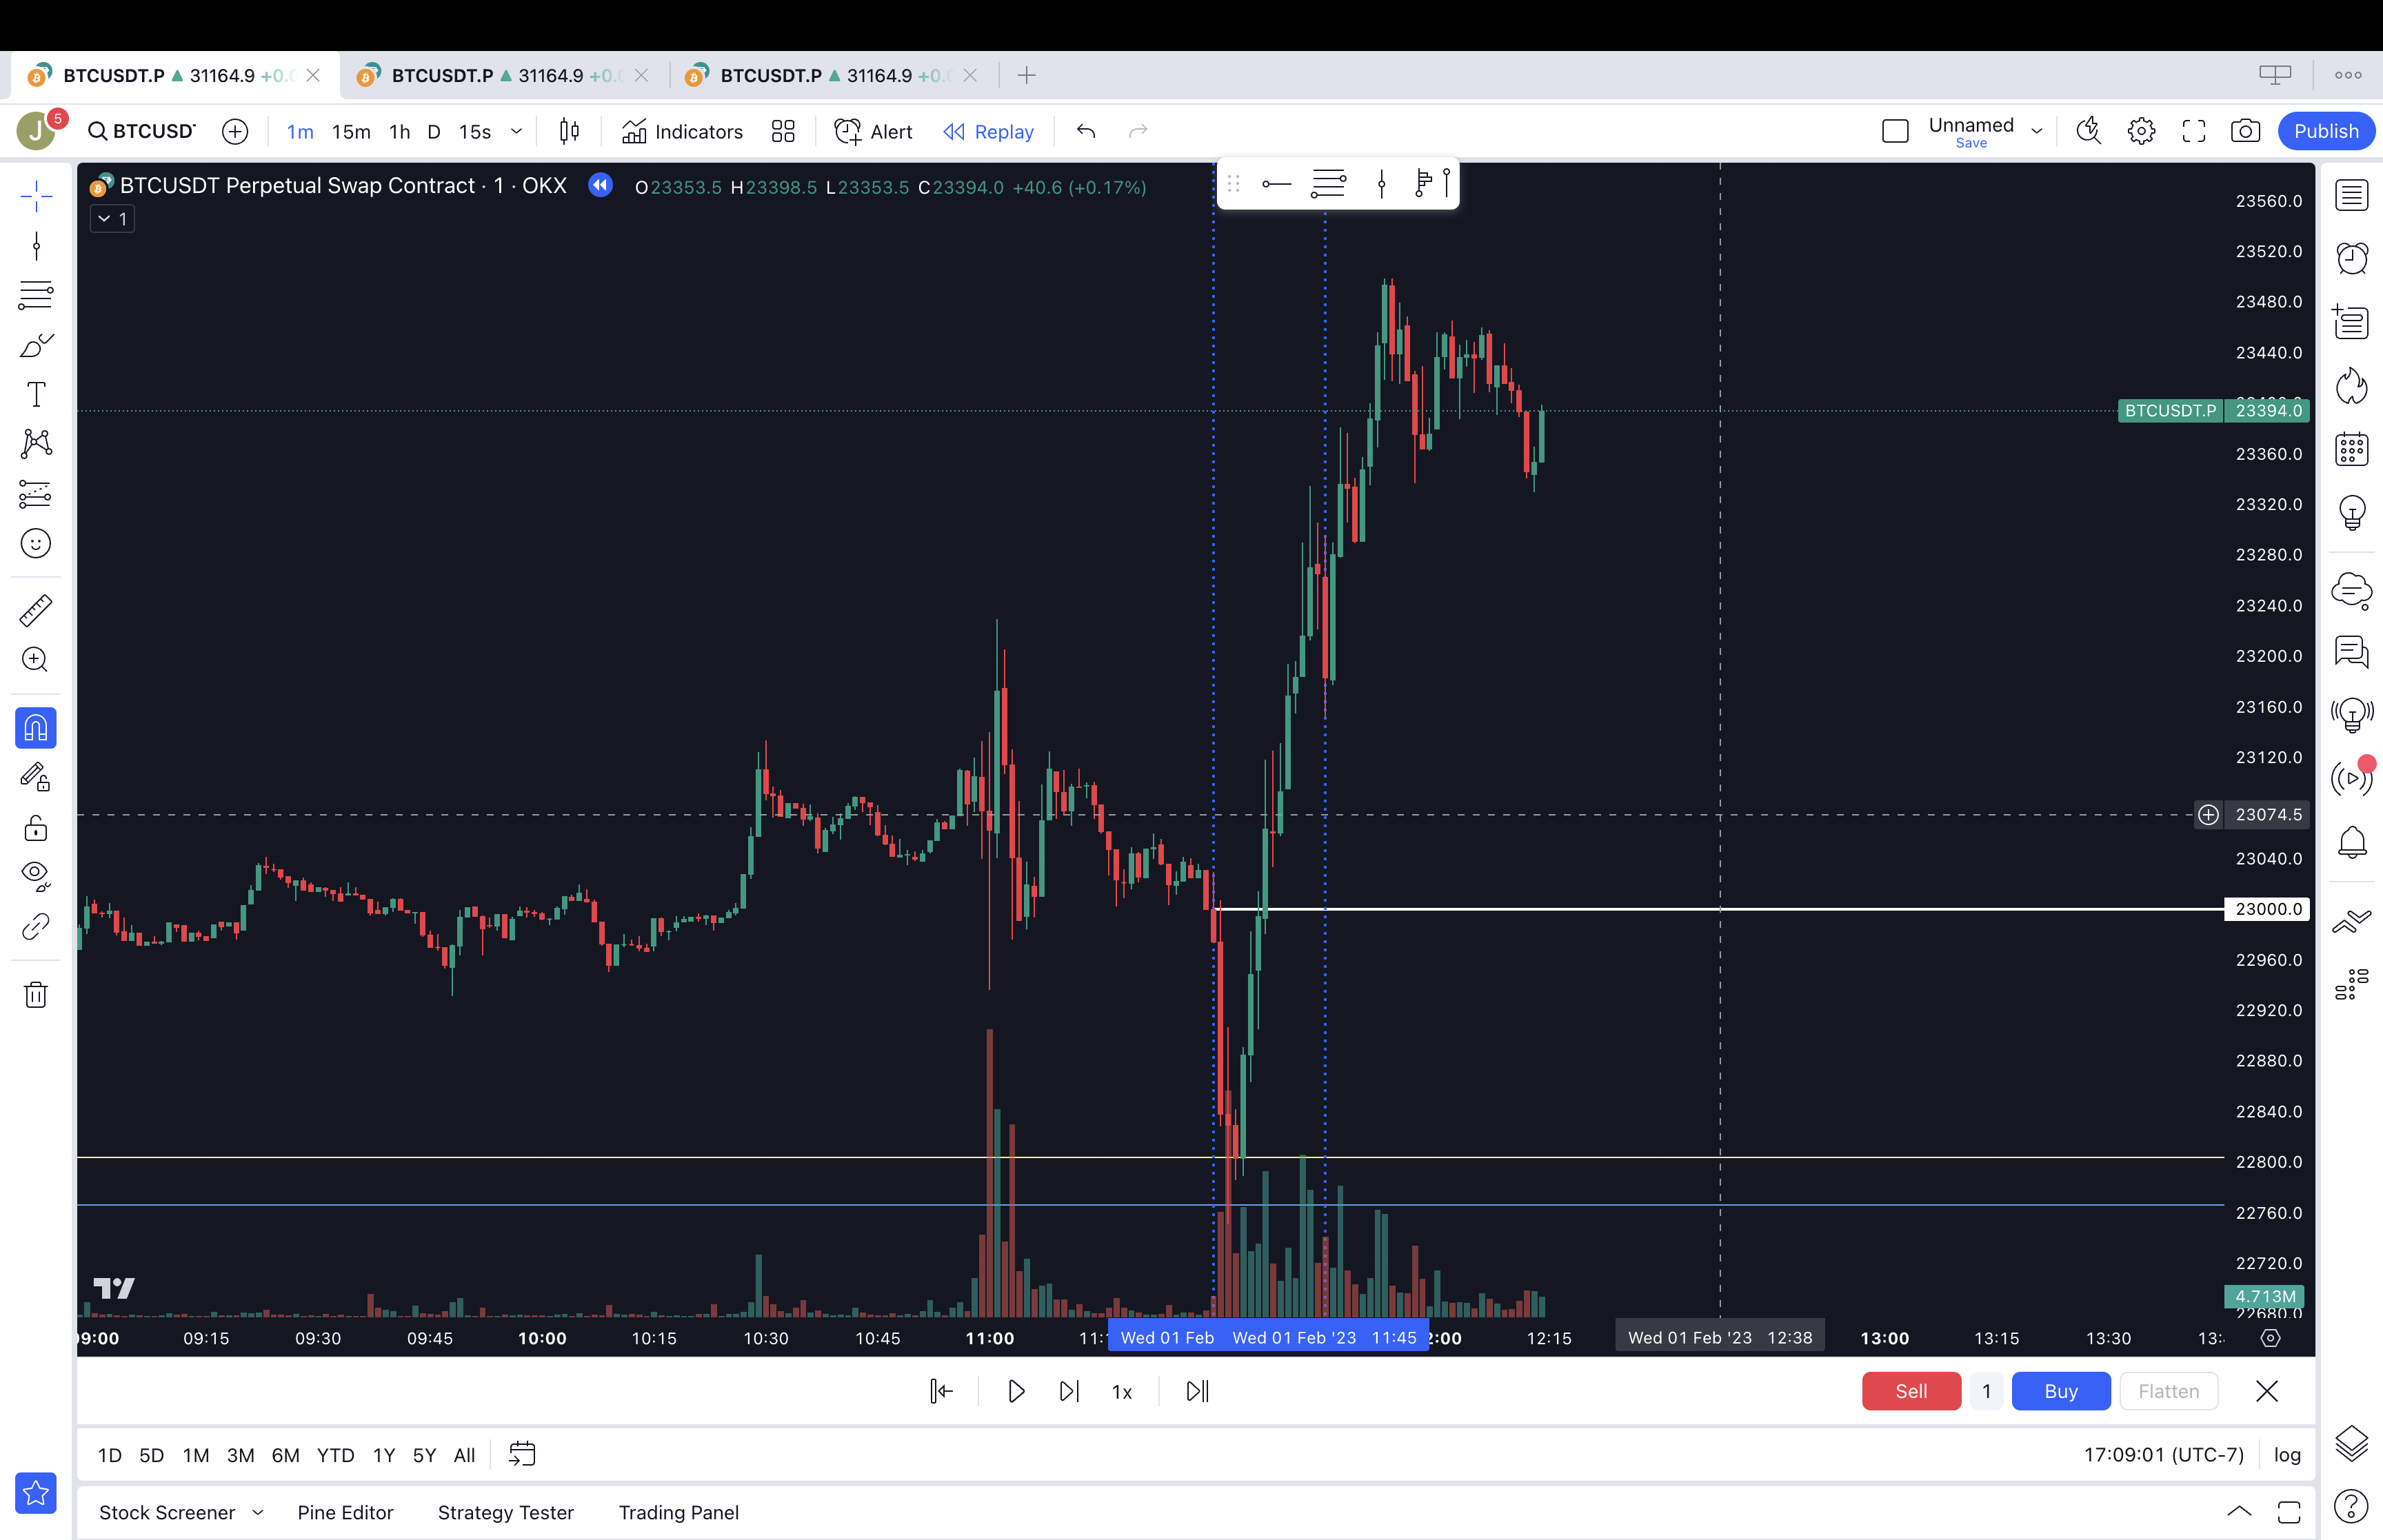 BTCUSDT.P 31164.9 +0.0 BTCUSDT.P 31164.9 +0.0 BTCUSDT.P 31164.9 +0.0
J 5 BTCUSD 1m 15m 1h D 15s Indicators Alert Replay Unnamed Save Publish
BTCUSDT Perpetual Swap Contract · 1 · OKX O23353.5 H23398.5 L23353.5 C23394.0 +40.6 (+0.17%)
1
23560.0
23520.0
23480.0
23440.0
BTCUSDT.P 23394.0
23360.0
23320.0
23280.0
23240.0
23200.0
23160.0
23120.0
23074.5
23040.0
23000.0
22960.0
22920.0
22880.0
22840.0
22800.0
22760.0
22720.0
4.713M
22680.0
09:00 09:15 09:30 09:45 10:00 10:15 10:30 10:45 11:00 11:1 Wed 01 Feb Wed 01 Feb '23 11:45 2:00 12:15 Wed 01 Feb '23 12:38 13:00 13:15 13:30 13:
1x Sell 1 Buy Flatten
1D 5D 1M 3M 6M YTD 1Y 5Y All 17:09:01 (UTC-7) log
Stock Screener Pine Editor Strategy Tester Trading Panel